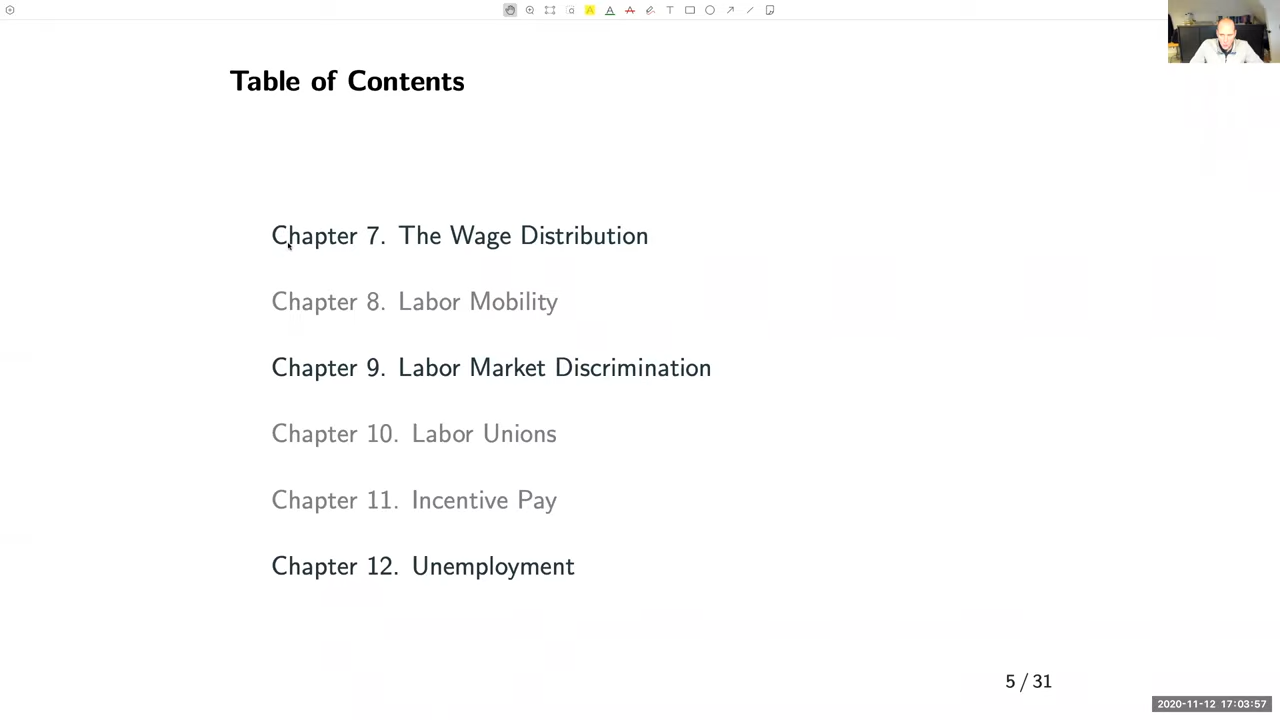 Table of Contents
Chapter 7. The Wage Distribution
Chapter 8. Labor Mobility
Chapter 9. Labor Market Discrimination
Chapter 10. Labor Unions
Chapter 11. Incentive Pay
Chapter 12. Unemployment
5 / 31
2020-11-12 17:03:57